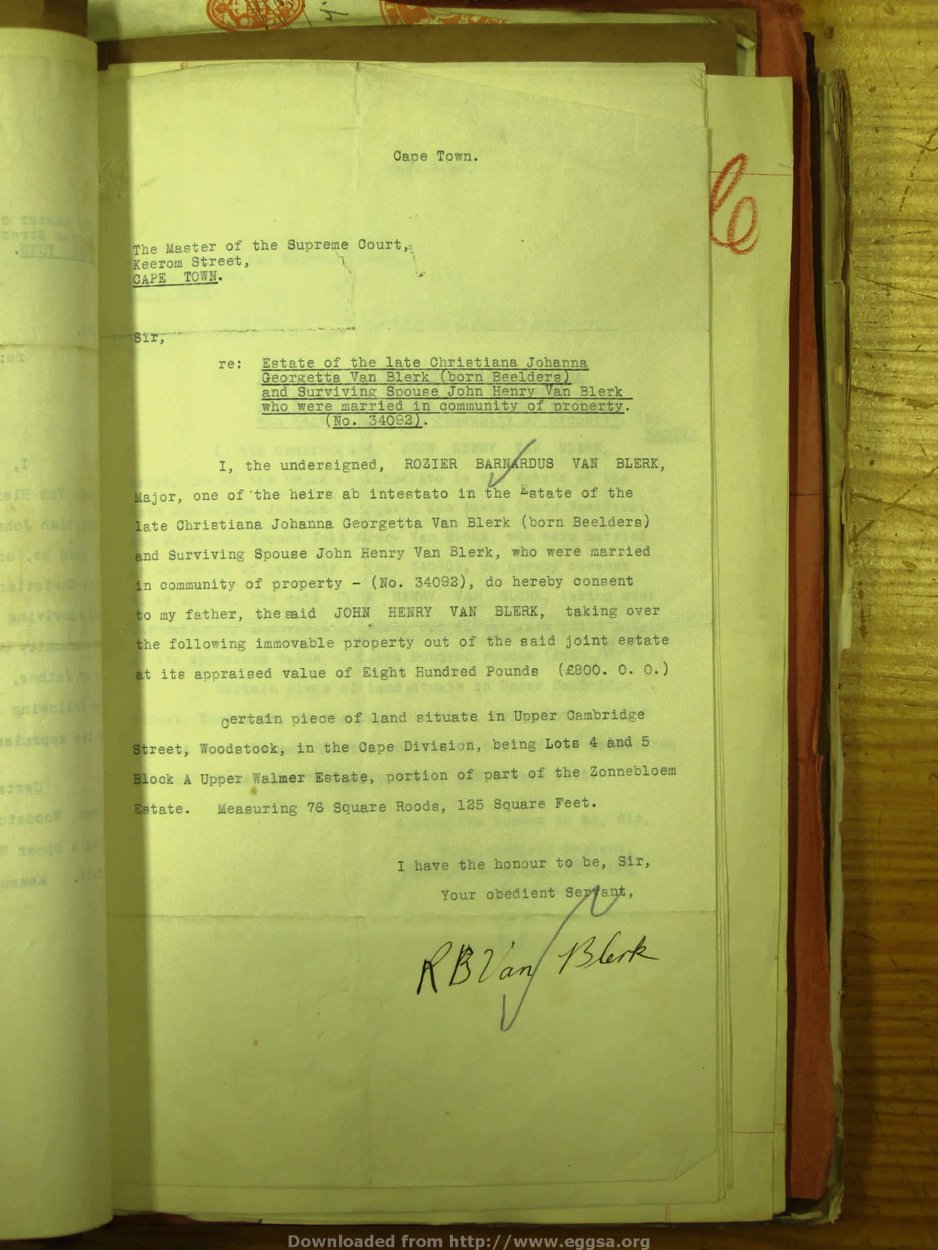 Cape Town.
6
The Master of the Supreme Court,
Keerom Street,
CAPE TOWN.
Sir,
re: Estate of the late Christiana Johanna
Georgetta Van Blerk (born Beelders)
and Surviving Spouse John Henry Van Blerk
who were married in community of property.
(No. 34092).
I, the undersigned, ROZIER BARNARDUS VAN BLERK,
Major, one of the heirs ab intestato in the Estate of the
late Christiana Johanna Georgetta Van Blerk (born Beelders)
and Surviving Spouse John Henry Van Blerk, who were married
in community of property - (No. 34092), do hereby consent
to my father, the said JOHN HENRY VAN BLERK, taking over
the following immovable property out of the said joint estate
at its appraised value of Eight Hundred Pounds (£800. 0. 0.)
Certain piece of land situate in Upper Cambridge
Street, Woodstock, in the Cape Division, being Lots 4 and 5
Block A Upper Walmer Estate, portion of part of the Zonnebloem
Estate. Measuring 76 Square Roods, 125 Square Feet.
I have the honour to be, Sir,
Your obedient Servant,
R B Van Blerk
Downloaded from http://www.eggsa.org